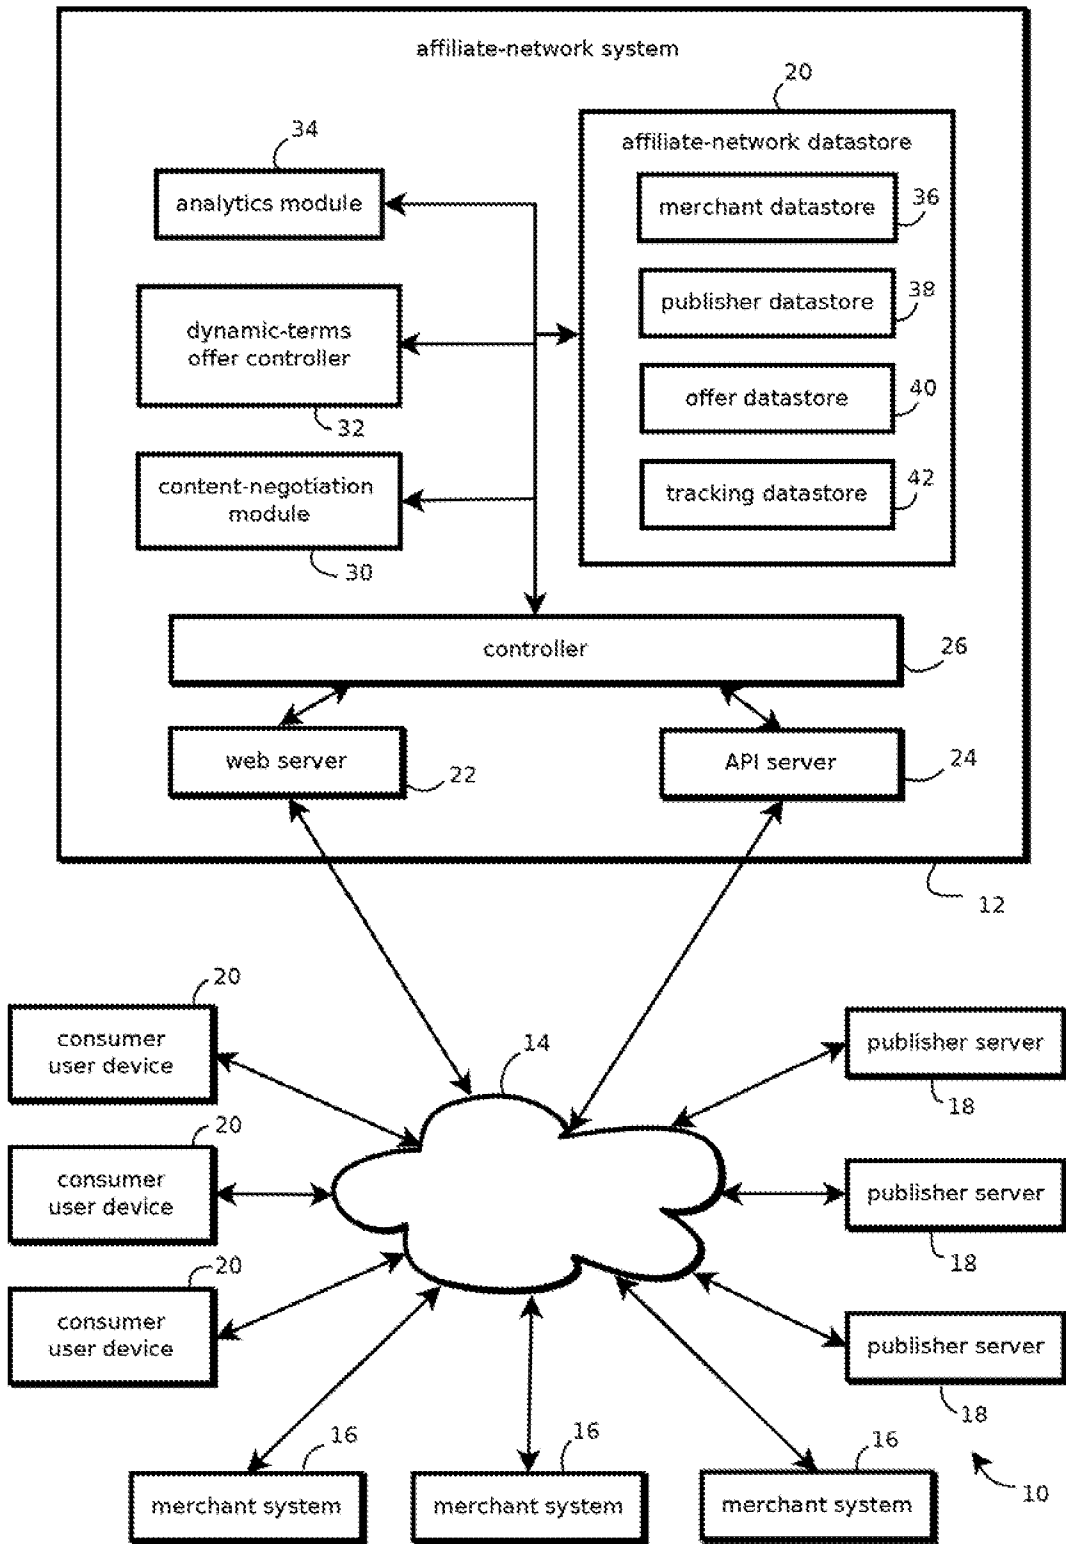 affiliate-network system
20
affiliate-network datastore
34
analytics module
merchant datastore
36
publisher datastore
38
dynamic-terms
offer controller
32
offer datastore
40
content-negotiation
module
30
tracking datastore
42
controller
26
web server
22
API server
24
12
20
consumer
user device
14
publisher server
18
20
consumer
user device
publisher server
18
20
consumer
user device
publisher server
18
16
merchant system
16
merchant system
16
merchant system
10